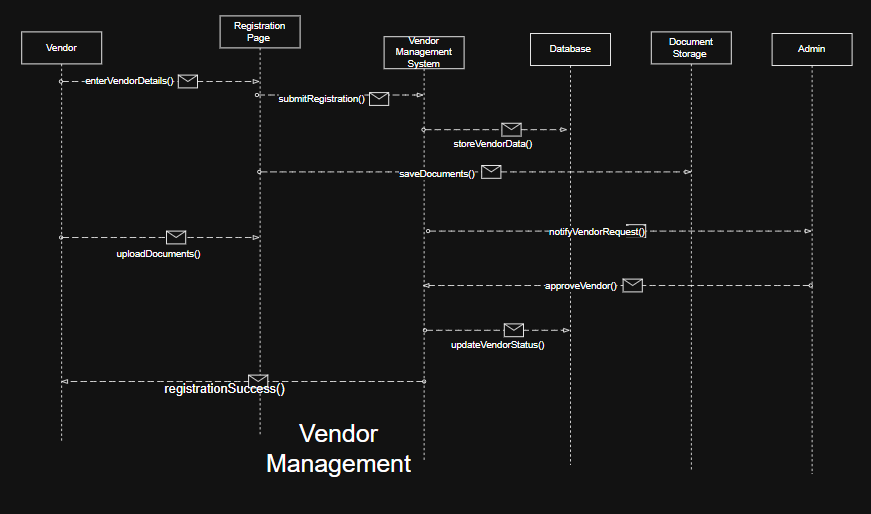 Vendor
Registration
Page
Vendor
Management
System
Database
Document
Storage
Admin
enterVendorDetails()
submitRegistration()
storeVendorData()
saveDocuments()
notifyVendorRequest()
uploadDocuments()
approveVendor()
updateVendorStatus()
registrationSuccess()
Vendor
Management